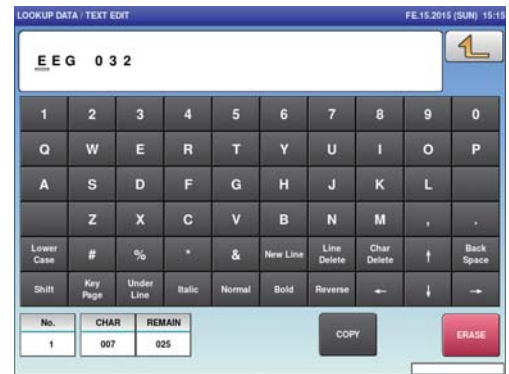 LOOKUP DATA / TEXT EDIT FE.15.2015 (SUN) 15:15
EEG 032
1 2 3 4 5 6 7 8 9 0
Q W E R T Y U I O P
A S D F G H J K L
Z X C V B N M , .
Lower Case # % * & New Line Line Delete Char Delete ↑ Back Space
Shift Key Page Under Line Italic Normal Bold Reverse ← ↓ →
No. CHAR REMAIN COPY ERASE
1 007 025